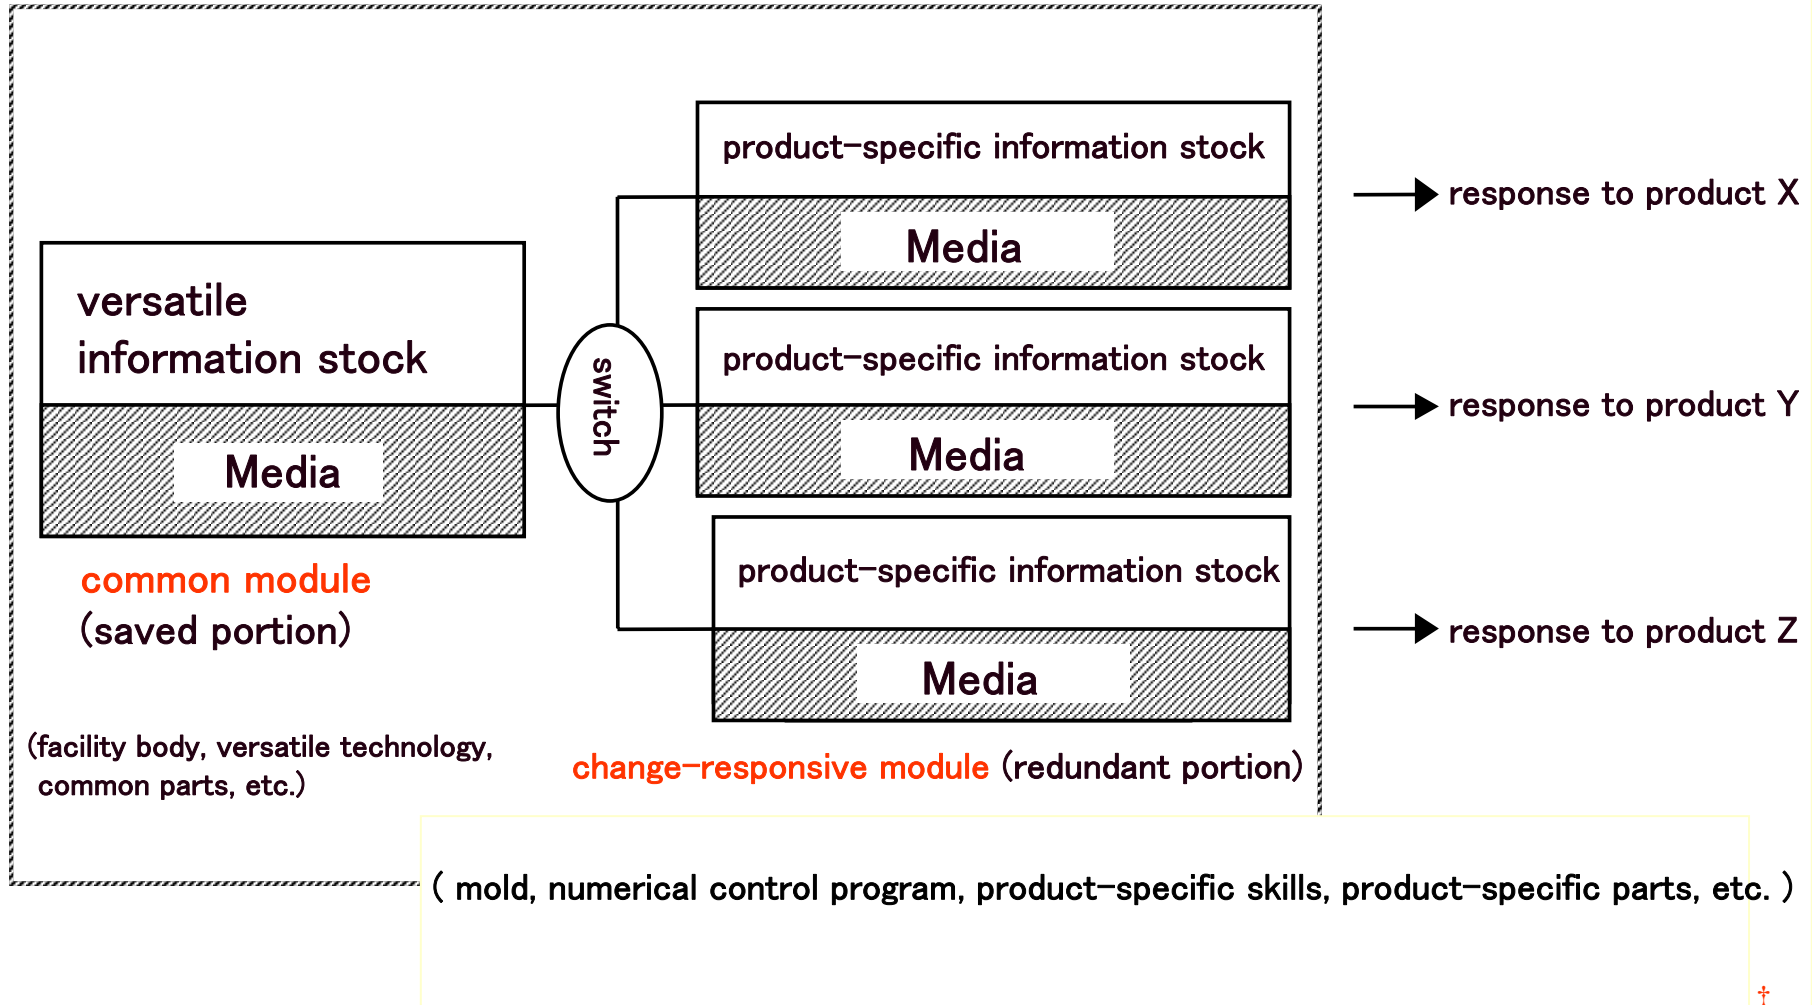 product-specific information stock
Media
response to product X
versatile
information stock
Media
switch
product-specific information stock
Media
response to product Y
product-specific information stock
Media
response to product Z
common module
(saved portion)
(facility body, versatile technology,
common parts, etc.)
change-responsive module (redundant portion)
( mold, numerical control program, product-specific skills, product-specific parts, etc. )
†